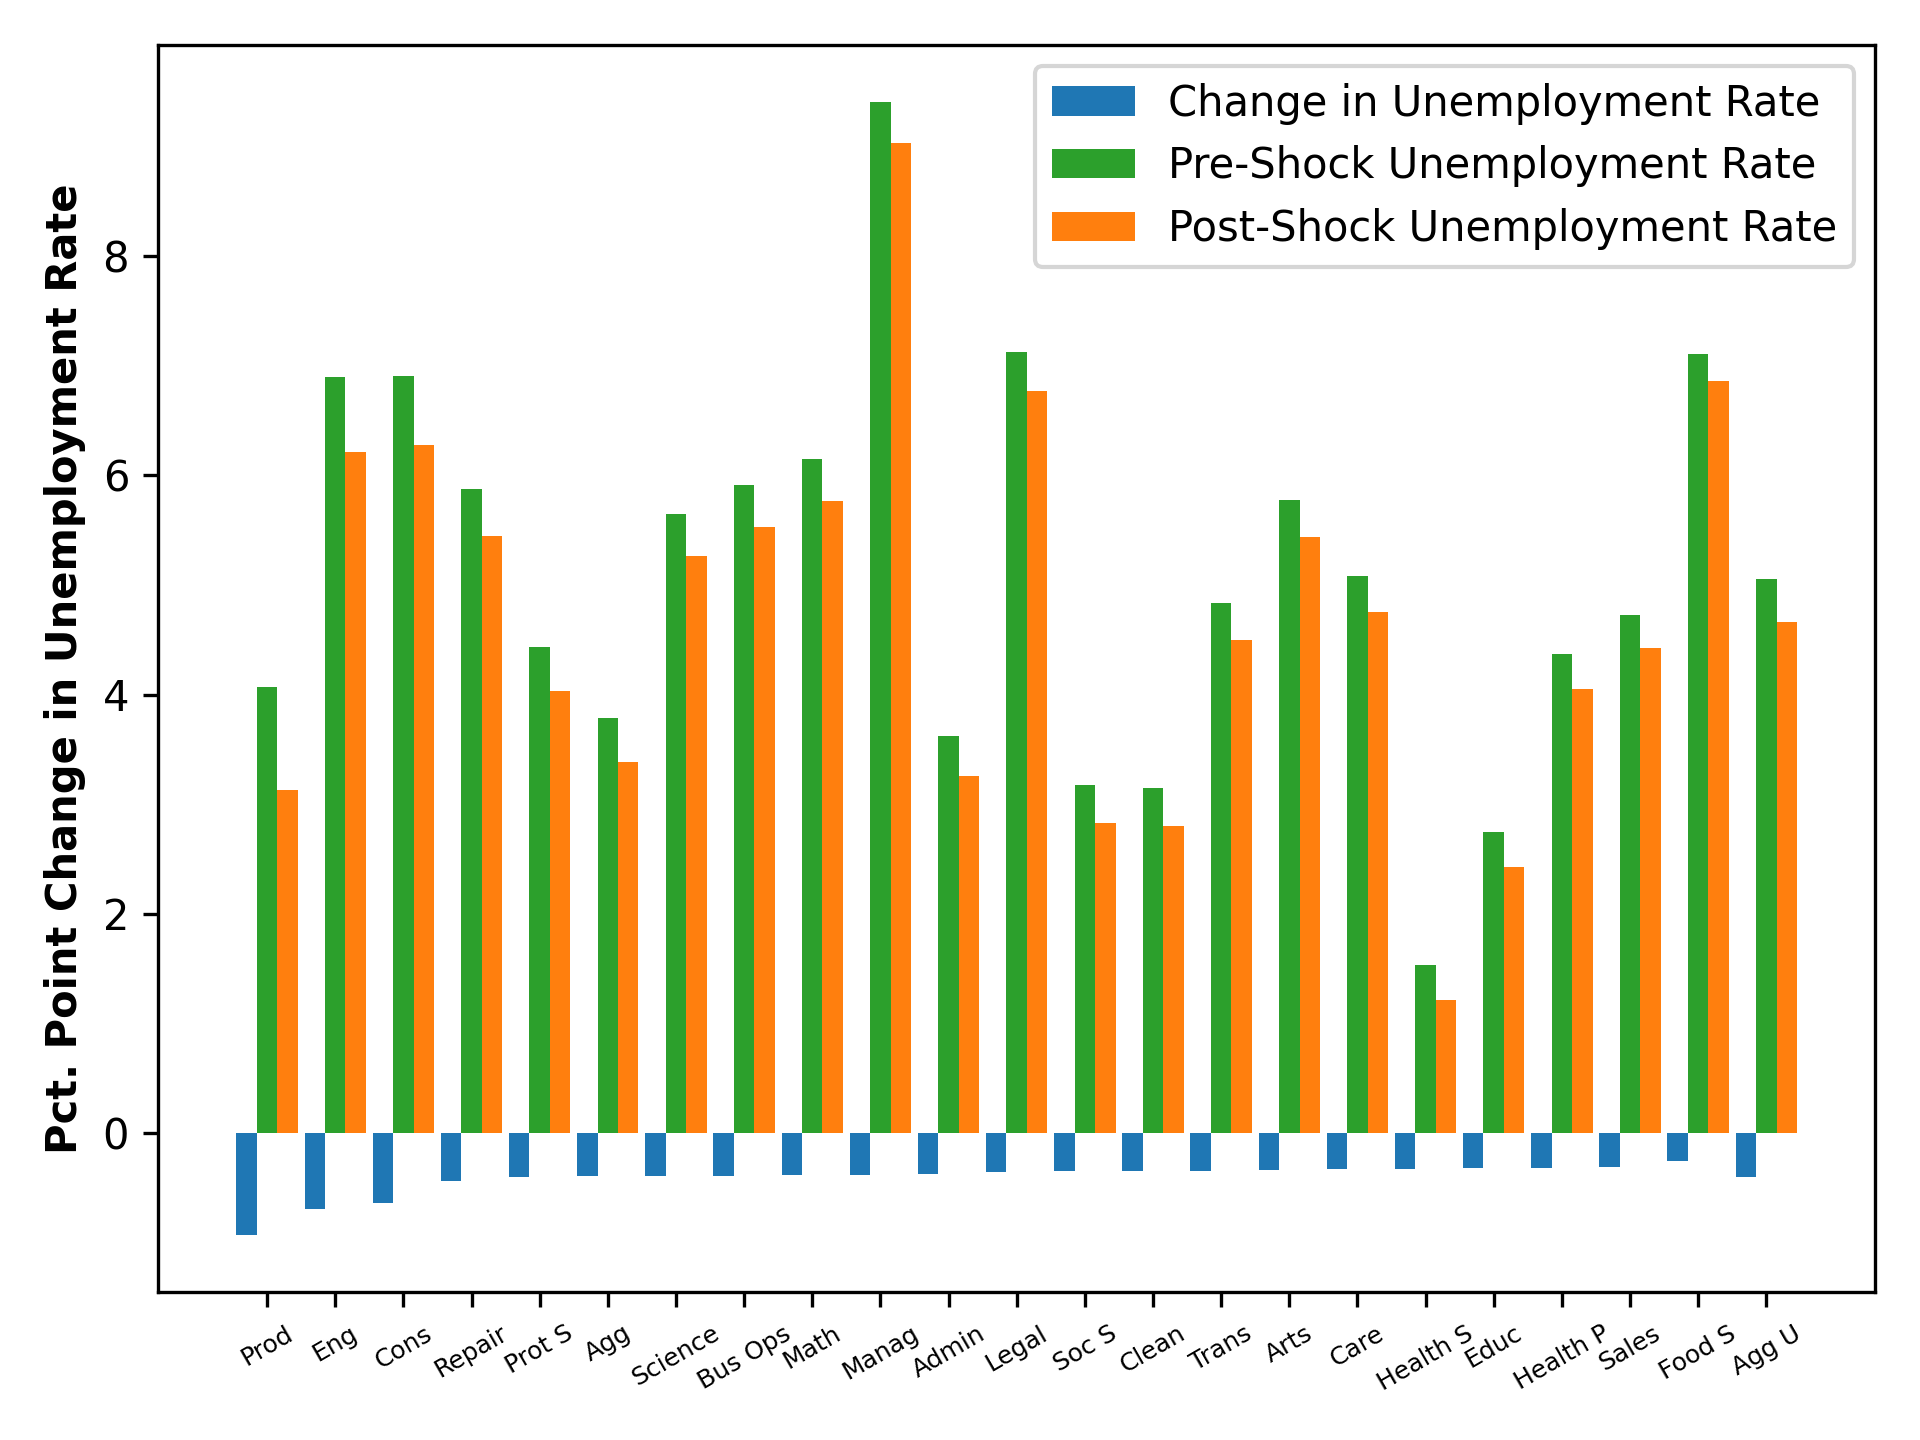 Change in Unemployment Rate
Pre-Shock Unemployment Rate
Post-Shock Unemployment Rate
Pct. Point Change in Unemployment Rate
8
6
4
2
0
Prod
Eng
Cons
Repair
Prot S
Agg
Science
Bus Ops
Math
Manag
Admin
Legal
Soc S
Clean
Trans
Arts
Care
Health S
Educ
Health P
Sales
Food S
Agg U